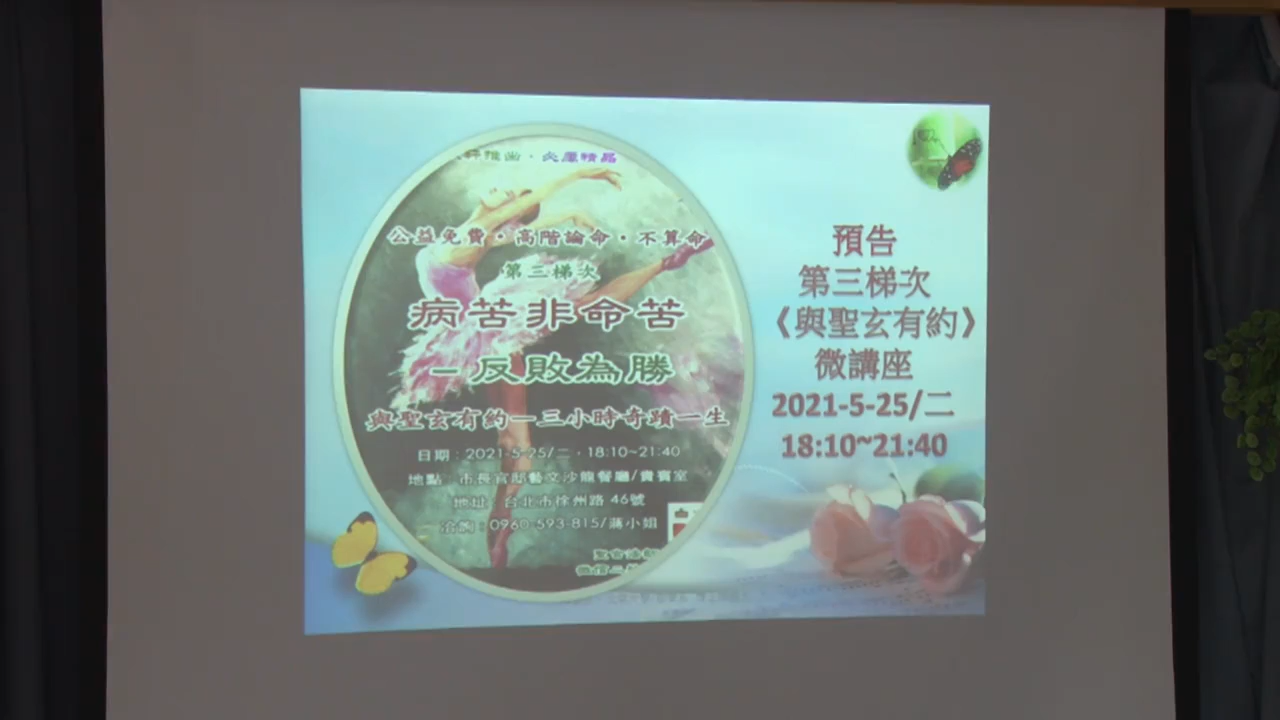 公益免費・高階論命・不算命
第三梯次
病苦非命苦
－反敗為勝
與聖玄有約－三小時奇蹟一生
日期：2021-5-25/二，18:10~21:40
地點：市長官邸藝文沙龍餐廳/貴賓室
地址：台北市徐州路 46號
洽詢：0960-593-815/蔣小姐
預告
第三梯次
《與聖玄有約》
微講座
2021-5-25/二
18:10~21:40